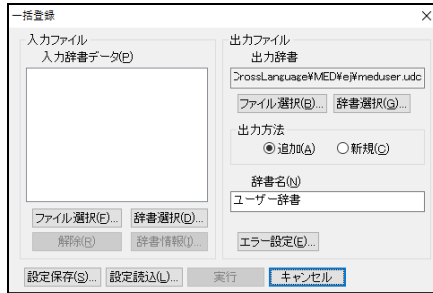 一括登録
入力ファイル
入力辞書データ(P)
ファイル選択(F)...
辞書選択(D)...
解除(R)
辞書情報(I)...
出力ファイル
出力辞書
CrossLanguage¥MED¥ej¥meduser.udc
ファイル選択(B)...
辞書選択(G)...
出力方法
追加(A)
新規(C)
辞書名(N)
ユーザー辞書
エラー設定(E)...
設定保存(S)...
設定読込(L)...
実行
キャンセル